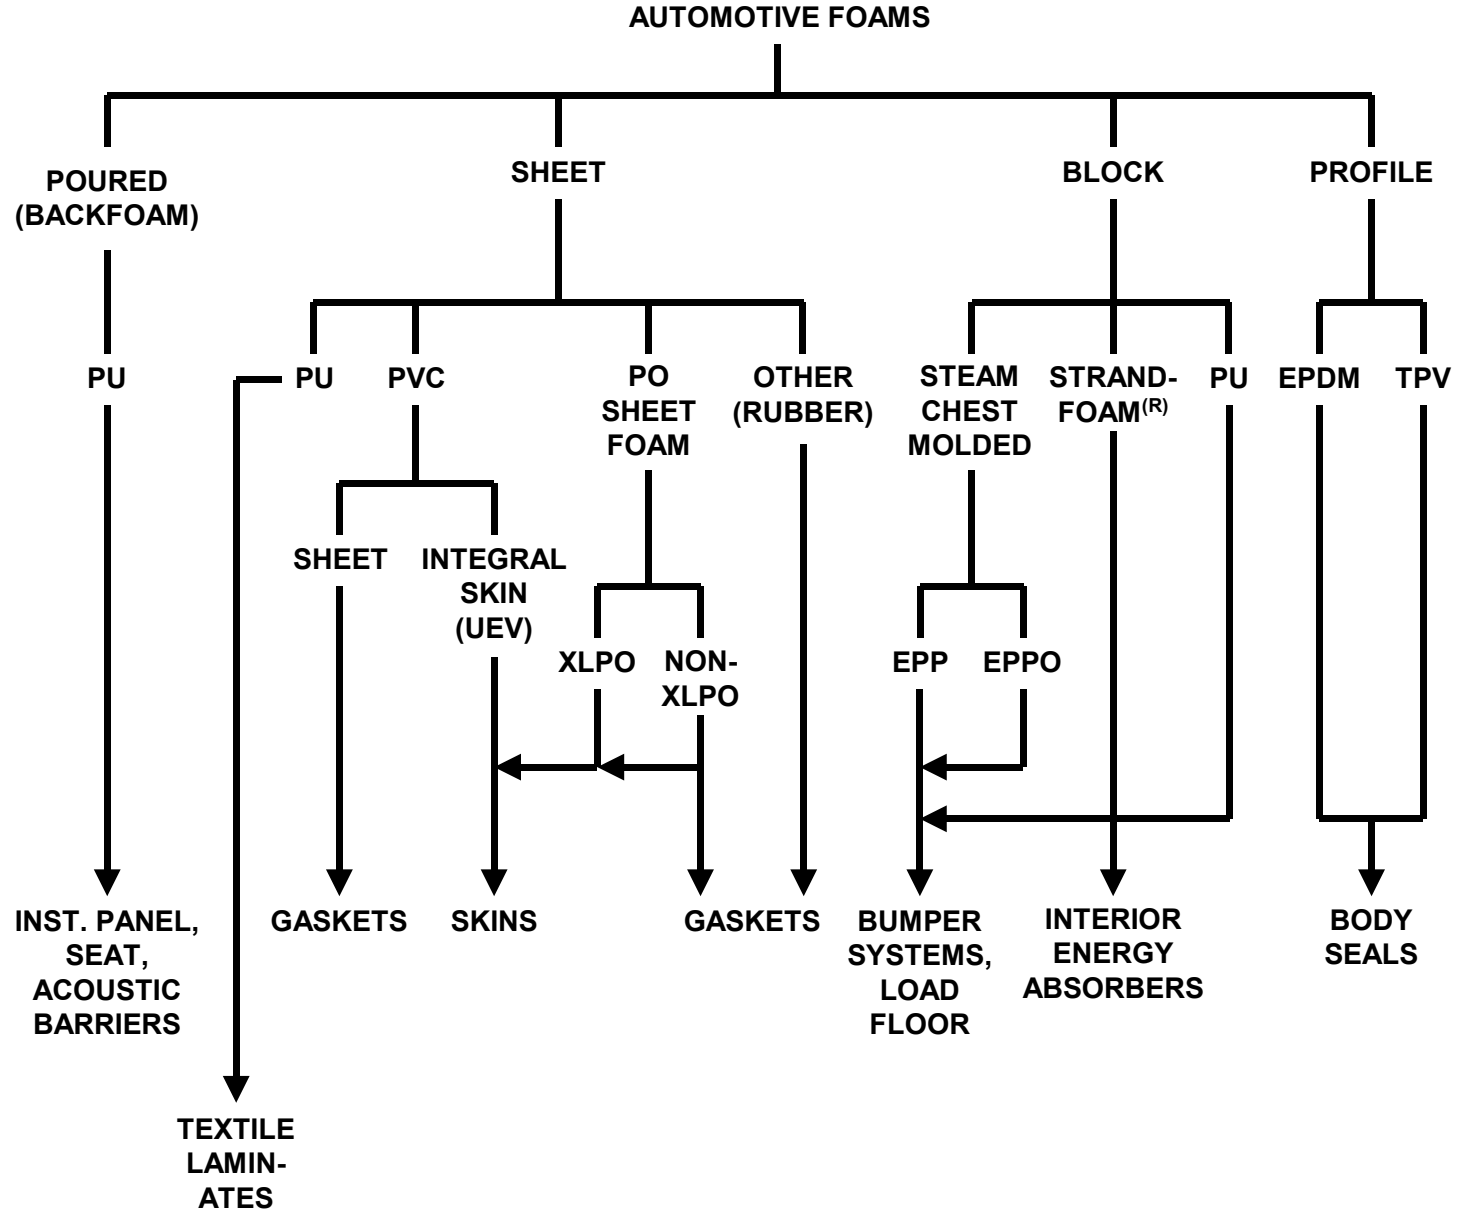 AUTOMOTIVE FOAMS
POURED
(BACKFOAM)
SHEET
BLOCK
PROFILE
PU
PU
PVC
PO
SHEET
FOAM
OTHER
(RUBBER)
STEAM
CHEST
MOLDED
STRAND-
FOAM(R)
PU
EPDM
TPV
SHEET
INTEGRAL
SKIN
(UEV)
XLPO
NON-
XLPO
EPP
EPPO
INST. PANEL,
SEAT,
ACOUSTIC
BARRIERS
GASKETS
SKINS
GASKETS
BUMPER
SYSTEMS,
LOAD
FLOOR
INTERIOR
ENERGY
ABSORBERS
BODY
SEALS
TEXTILE
LAMIN-
ATES